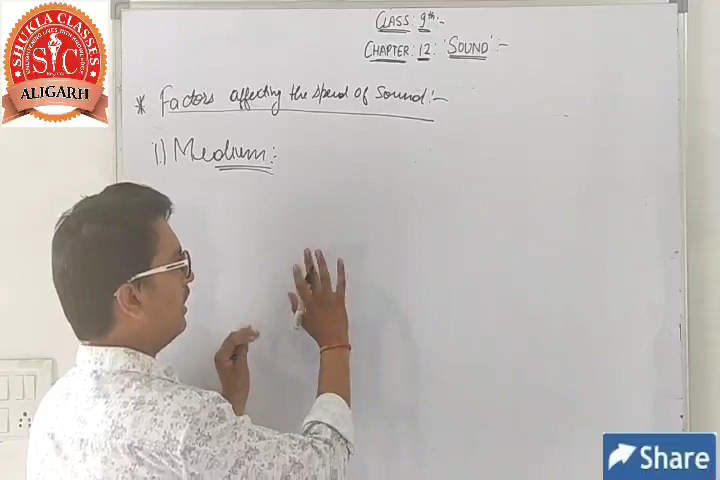 SHUKLA CLASSES
SC
ALIGARH
CLASS: 9th:-
CHAPTER: 12: 'SOUND':-
* Factors affecting the speed of Sound:-
1.) Medium:-
Share